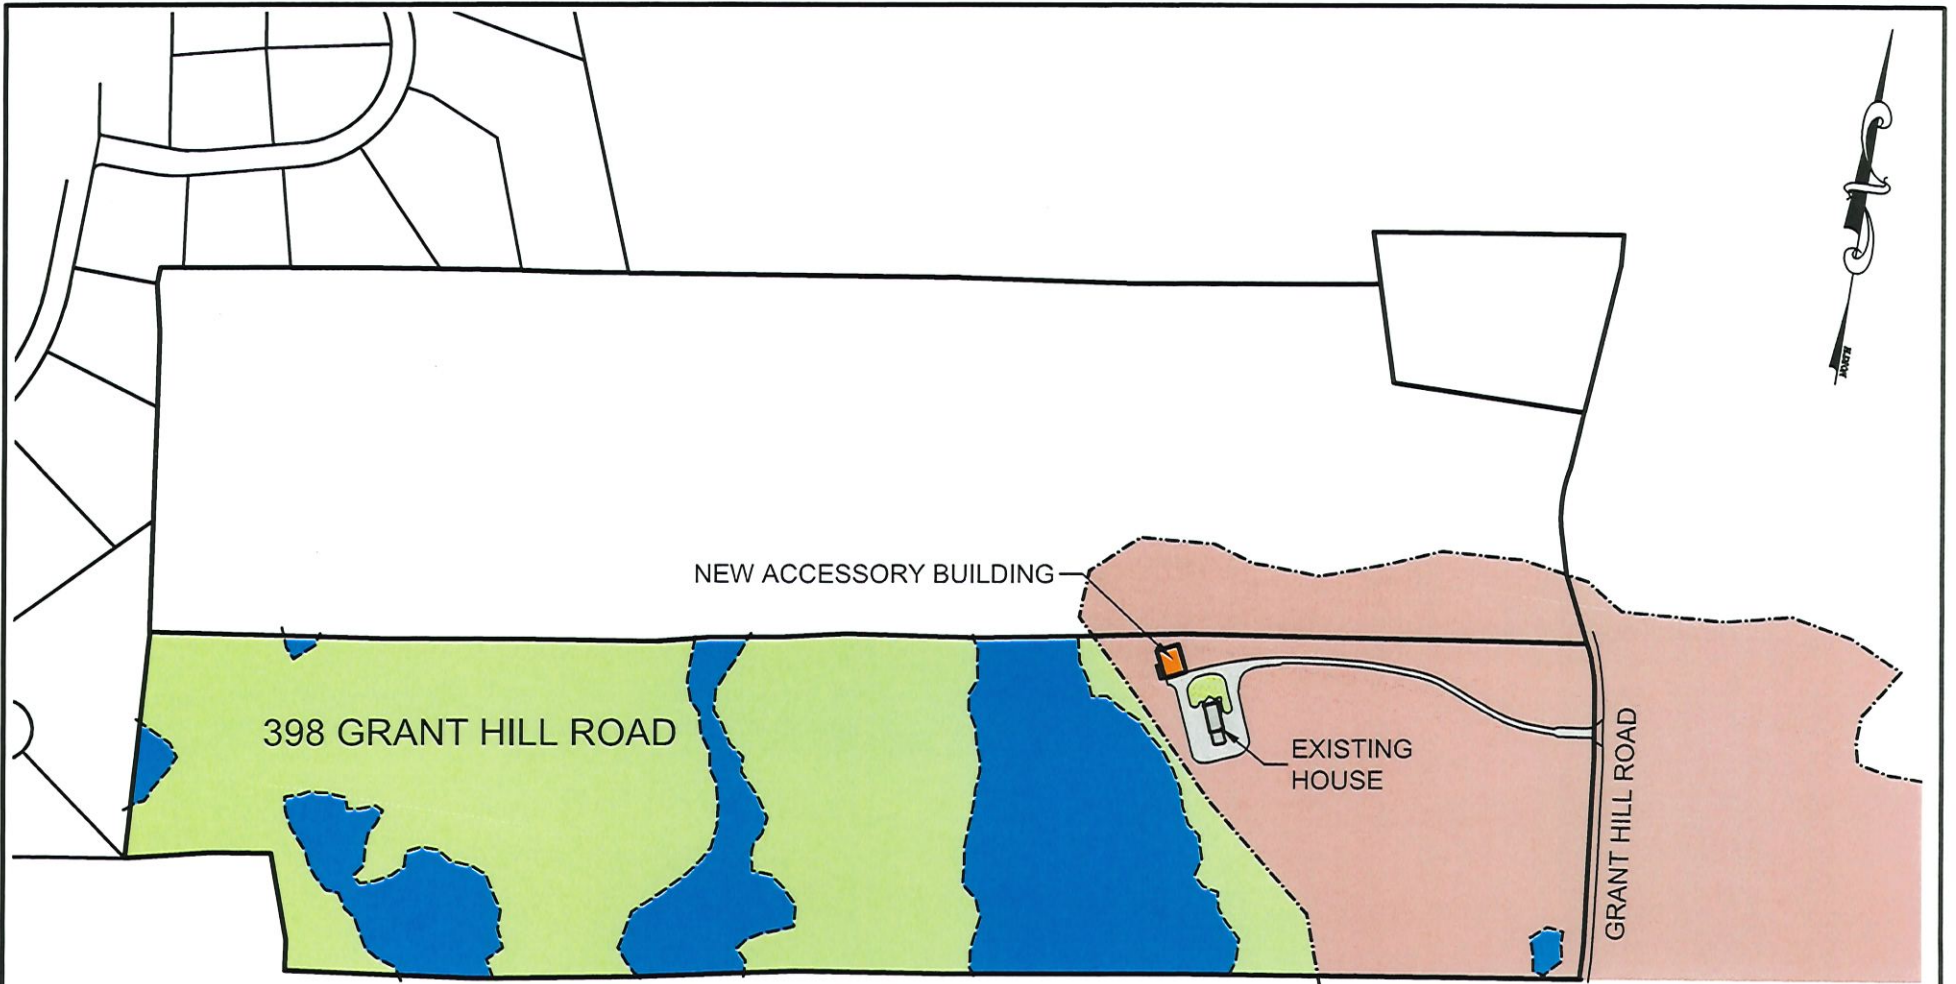 NEW ACCESSORY BUILDING
398 GRANT HILL ROAD
EXISTING
HOUSE
GRANT HILL ROAD